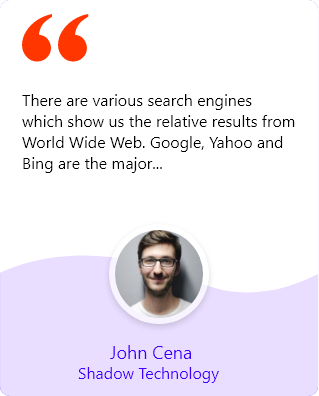 There are various search engines
which show us the relative results from
World Wide Web. Google, Yahoo and
Bing are the major...
John Cena
Shadow Technology